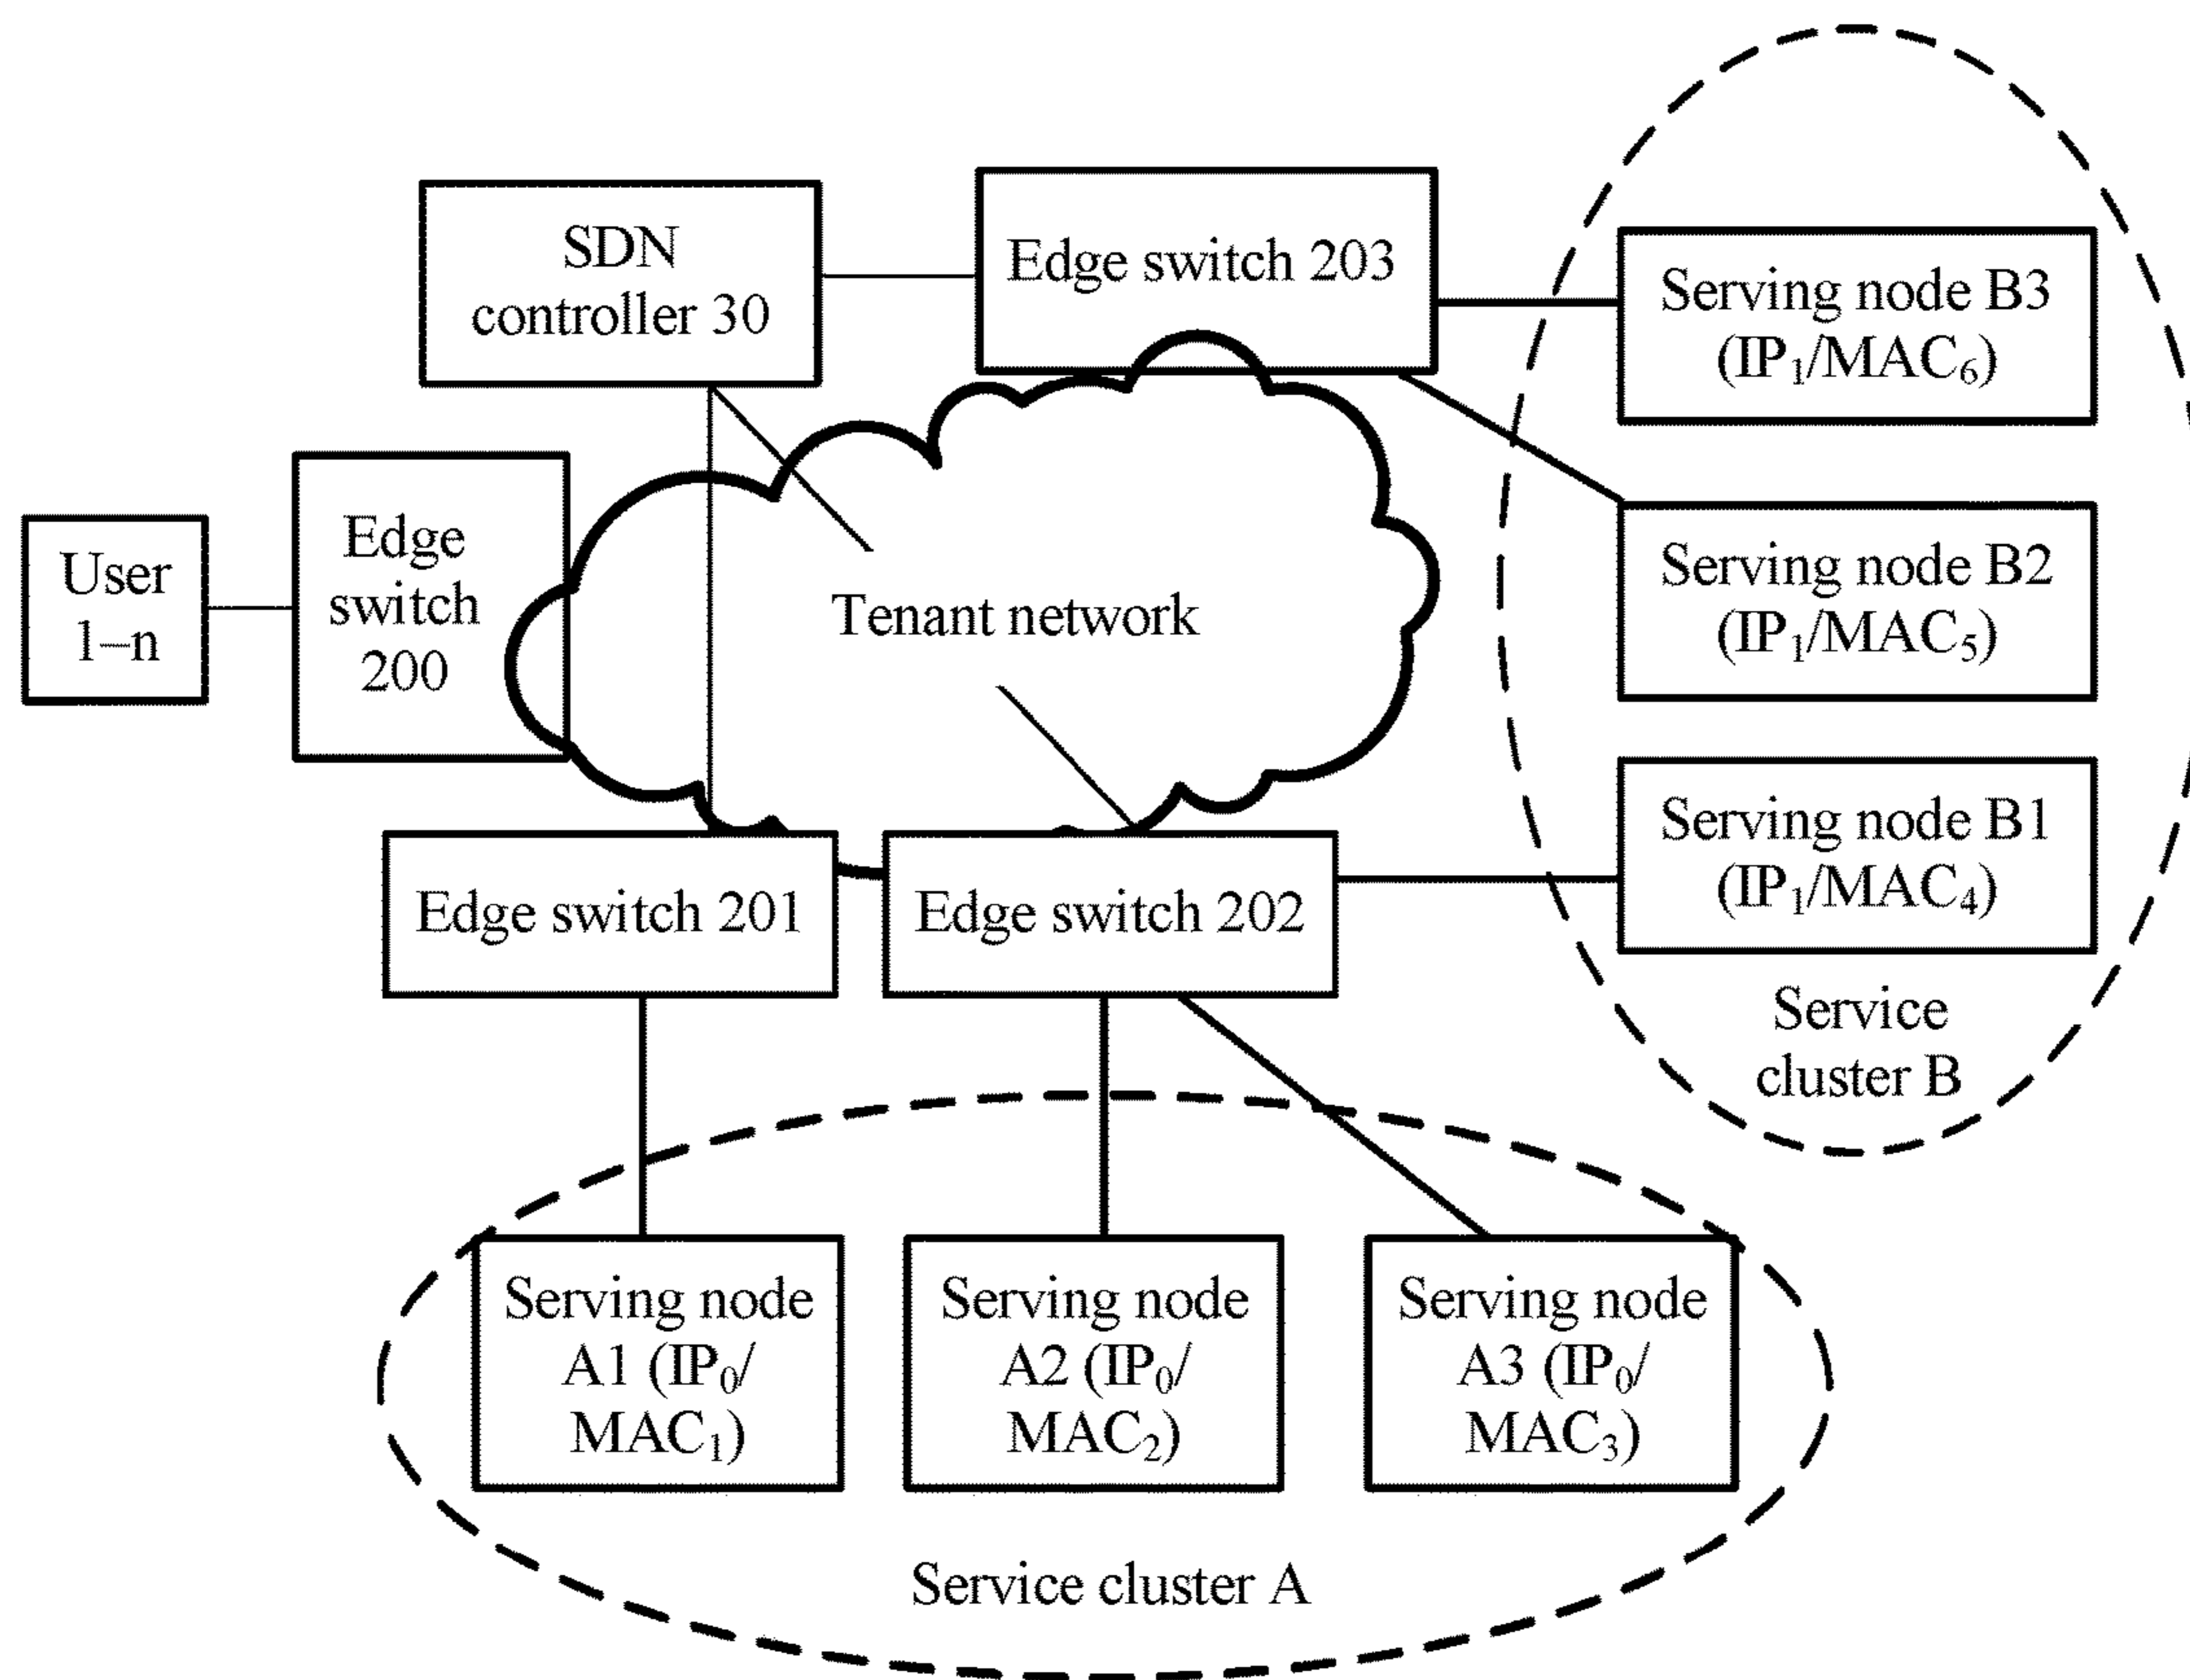 SDN
controller 30
Edge switch 203
Serving node B3
(IP₁/MAC₆)
User
1–n
Edge
switch
200
Tenant network
Serving node B2
(IP₁/MAC₅)
Edge switch 201
Edge switch 202
Serving node B1
(IP₁/MAC₄)
Service
cluster B
Serving node
A1 (IP₀/
MAC₁)
Serving node
A2 (IP₀/
MAC₂)
Serving node
A3 (IP₀/
MAC₃)
Service cluster A